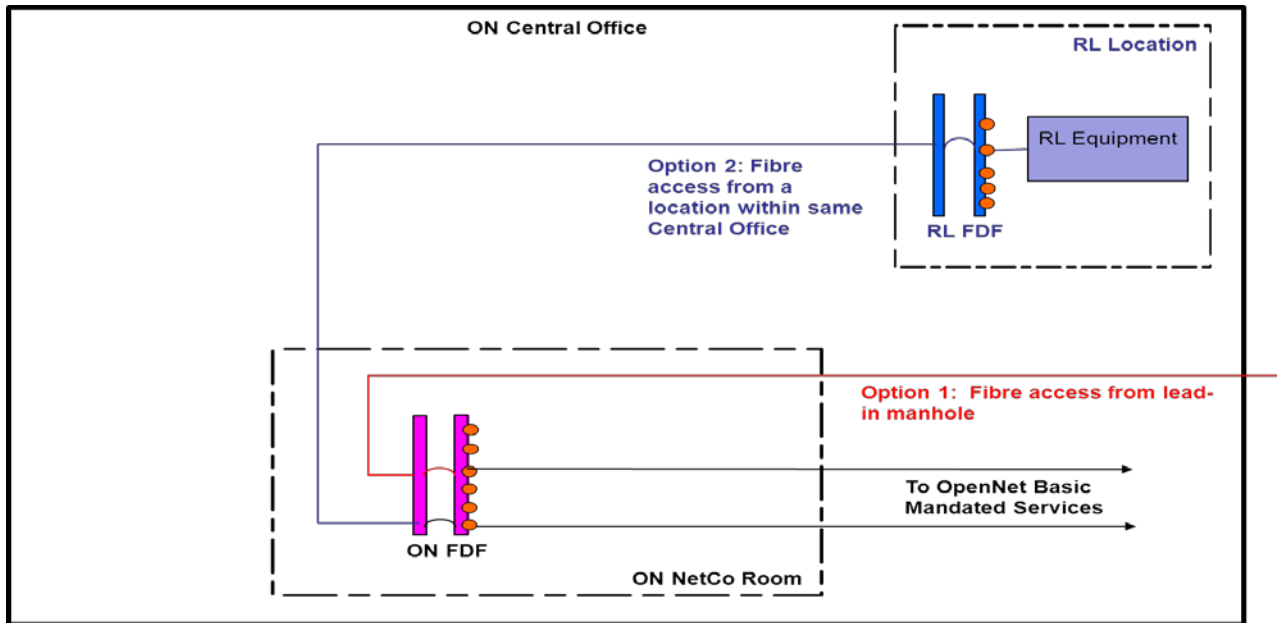 ON Central Office
RL Location
RL Equipment
Option 2: Fibre
access from a
location within same
Central Office
RL FDF
Option 1:  Fibre access from lead-
in manhole
To OpenNet Basic
Mandated Services
ON FDF
ON NetCo Room